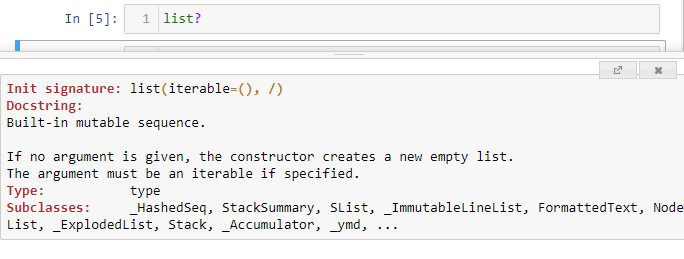 In [5]: 1 list?
Init signature: list(iterable=(), /)
Docstring:
Built-in mutable sequence.
If no argument is given, the constructor creates a new empty list.
The argument must be an iterable if specified.
Type: type
Subclasses: _HashedSeq, StackSummary, SList, _ImmutableLineList, FormattedText, Node
List, _ExplodedList, Stack, _Accumulator, _ymd, ...